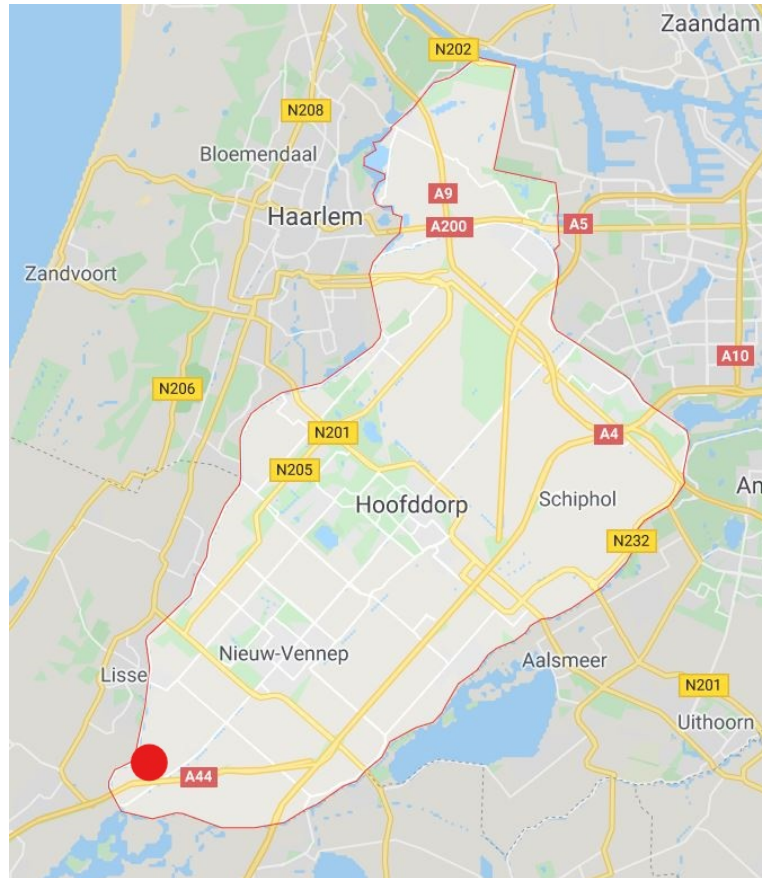 Zaandam
N202
N208
Bloemendaal
A9
Haarlem
A200
A5
Zandvoort
A10
N206
N201
A4
N205
An
Hoofddorp
Schiphol
N232
Nieuw-Vennep
Aalsmeer
Lisse
N201
Uithoorn
A44